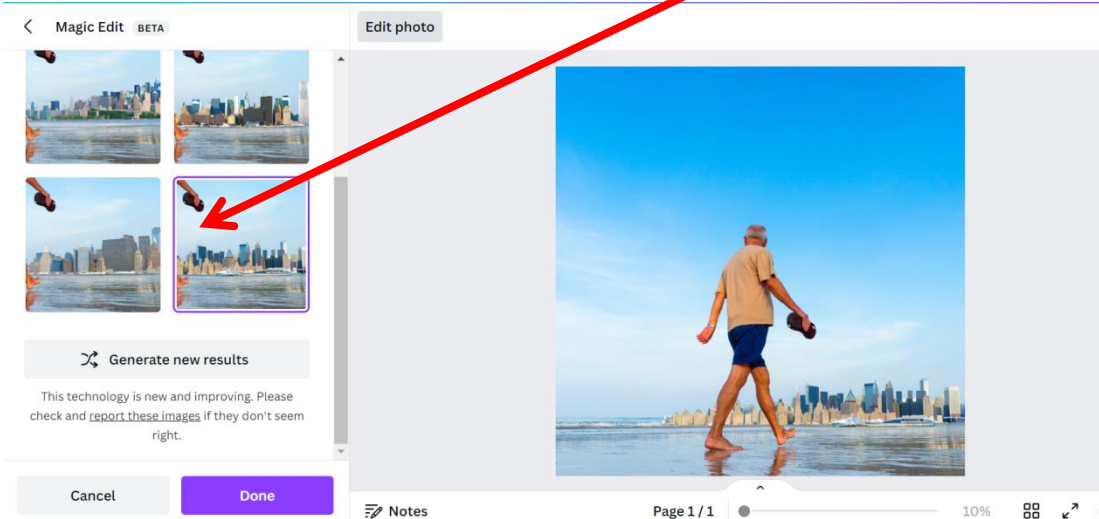 Magic Edit BETA
Edit photo
Generate new results
This technology is new and improving. Please
check and report these images if they don't seem
right.
Cancel
Done
Notes
Page 1 / 1
10%